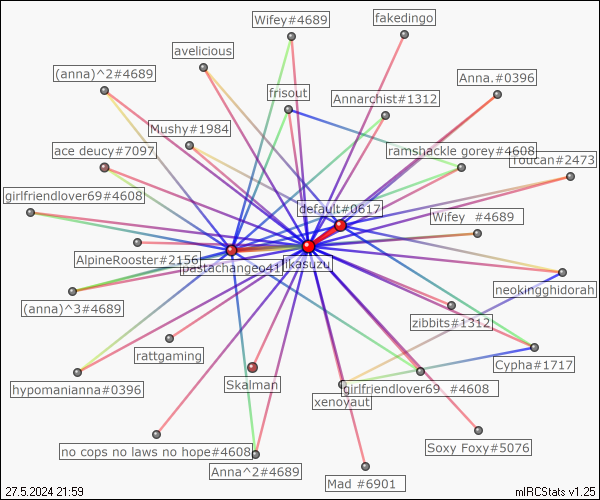 Wifey#4689
fakedingo
avelicious
(anna)^2#4689
Anna.#0396
frisout
Annarchist#1312
Mushy#1984
ace deucy#7097
ramshackle gorey#4608
Toucan#2473
girlfriendlover69#4608
default#0617
Wifey _#4689
AlpineRooster#2156
pastachangeo41
ikasuzu
neokingghidorah
(anna)^3#4689
zibbits#1312
rattgaming
Cypha#1717
hypomanianna#0396
Skalman
girlfriendlover69_#4608
xenoyaut
no cops no laws no hope#4608
Soxy Foxy#5076
Anna^2#4689
Mad #6901
27.5.2024 21:59
mIRCStats v1.25